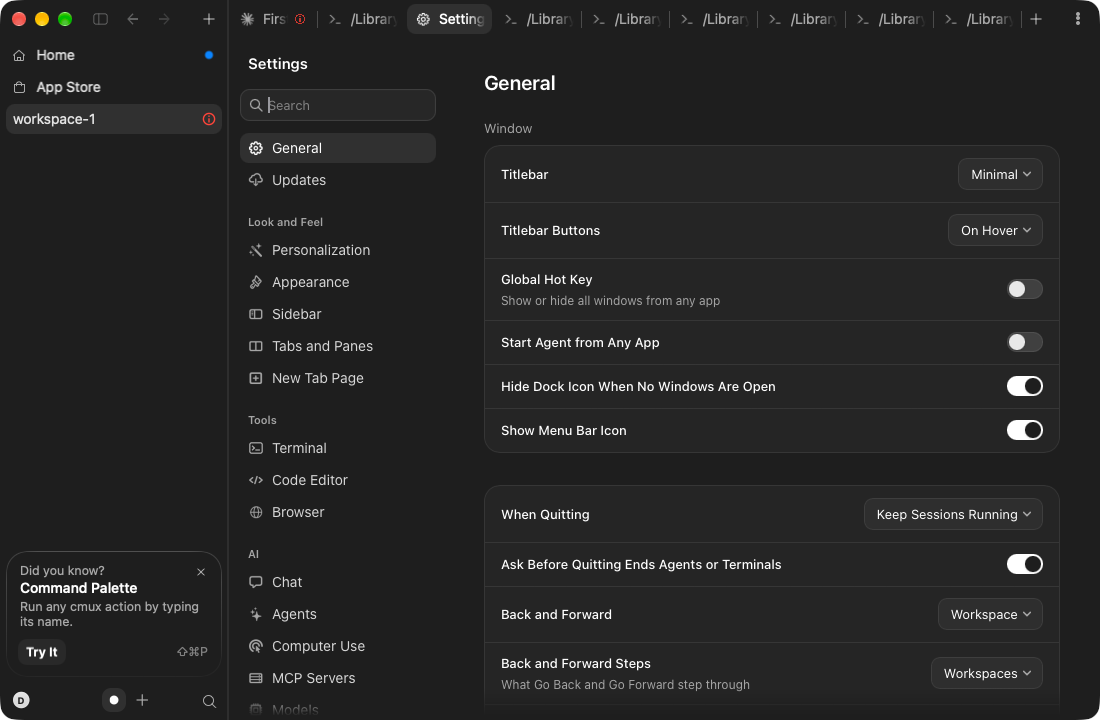 Home
App Store
workspace-1
Did you know?
Command Palette
Run any cmux action by typing
its name.
Try It
⇧⌘P
D
Firs
/Library
Setting
/Library
/Library
/Library
/Library
/Library
/Library
Settings
Search
General
Updates
Look and Feel
Personalization
Appearance
Sidebar
Tabs and Panes
New Tab Page
Tools
Terminal
Code Editor
Browser
AI
Chat
Agents
Computer Use
MCP Servers
Models
General
Window
Titlebar
Minimal
Titlebar Buttons
On Hover
Global Hot Key
Show or hide all windows from any app
Start Agent from Any App
Hide Dock Icon When No Windows Are Open
Show Menu Bar Icon
When Quitting
Keep Sessions Running
Ask Before Quitting Ends Agents or Terminals
Back and Forward
Workspace
Back and Forward Steps
Workspaces
What Go Back and Go Forward step through